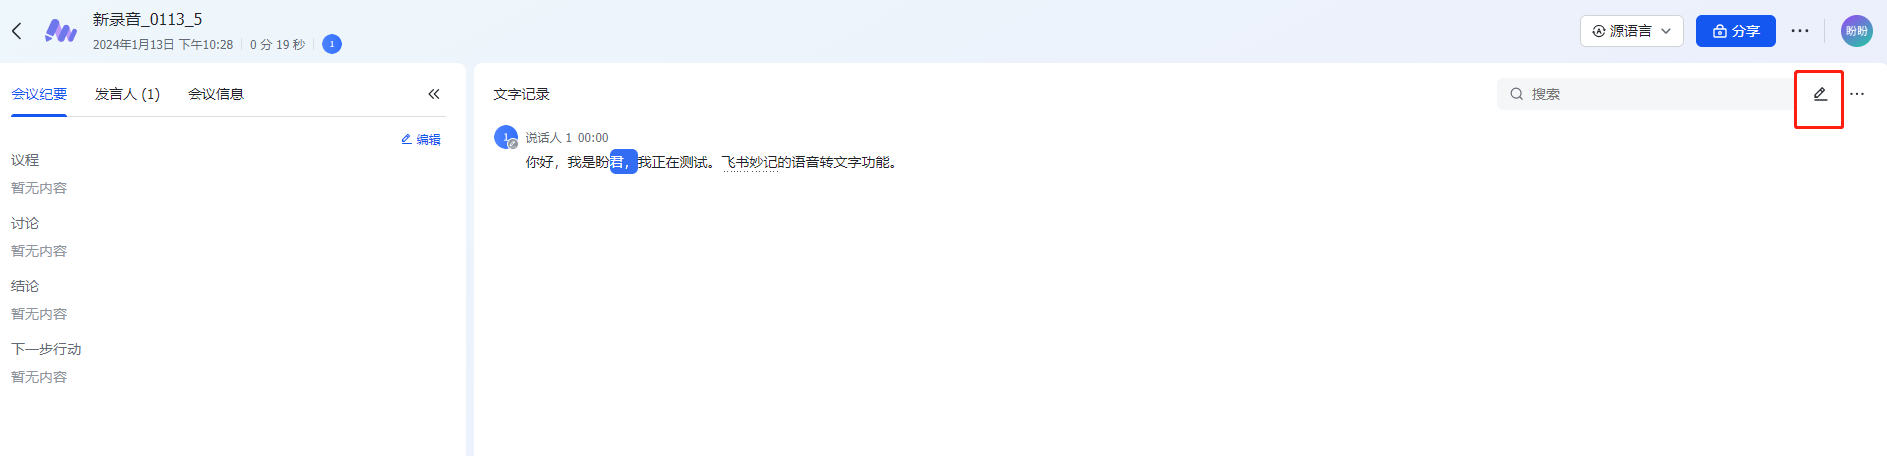 新录音_0113_5
2024年1月13日 下午10:28 0 分 19 秒 1
源语言 分享 盼盼
会议纪要 发言人 (1) 会议信息
编辑
议程
暂无内容
讨论
暂无内容
结论
暂无内容
下一步行动
暂无内容
文字记录 搜索
1 说话人 1 00:00
你好，我是盼君，我正在测试。飞书妙记的语音转文字功能。